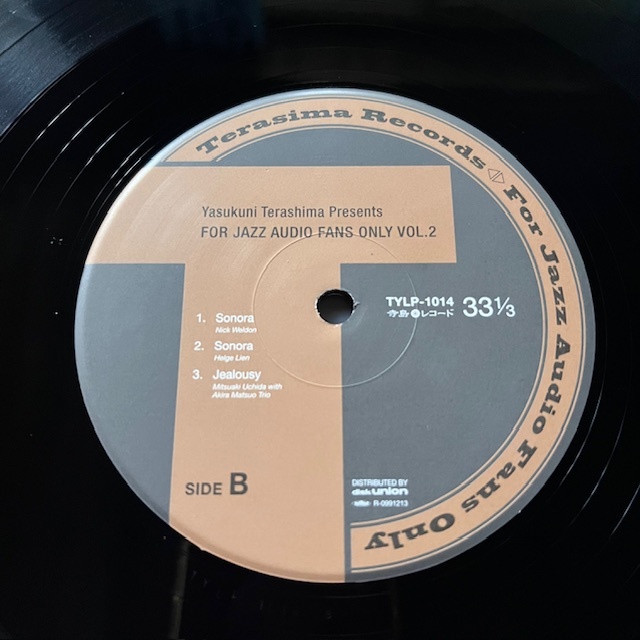 Terasima Records ◇ For Jazz Audio Fans Only
Yasukuni Terashima Presents
FOR JAZZ AUDIO FANS ONLY VOL.2
TYLP-1014
寺島レコード
33⅓
1. Sonora
Nick Weldon
2. Sonora
Helge Lien
3. Jealousy
Mitsuaki Uchida with
Akira Matsuo Trio
SIDE B
DISTRIBUTED BY
disk union
R-0991213